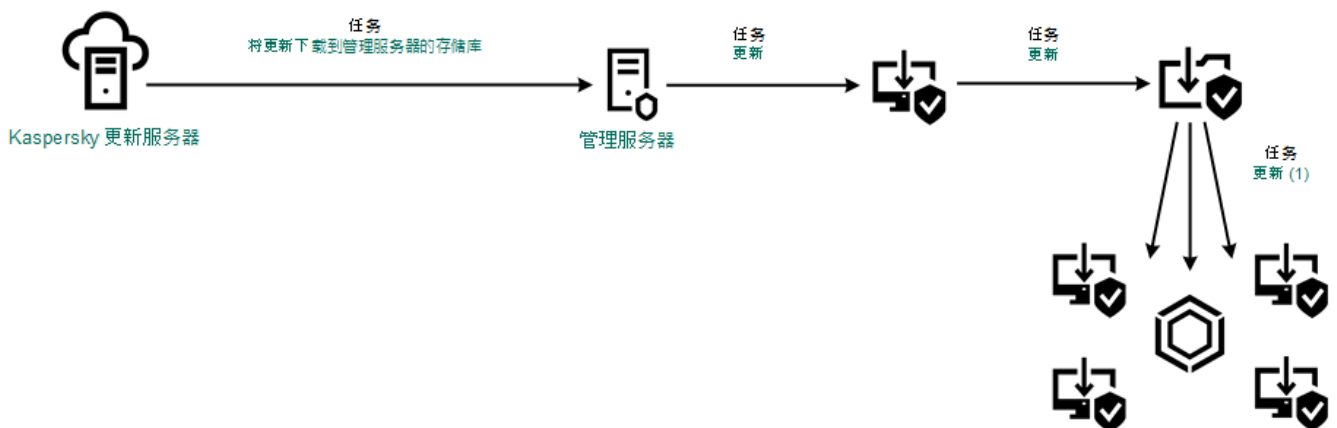 任务
将更新下载到管理服务器的存储库
任务
更新
任务
更新
Kaspersky 更新服务器
管理服务器
任务
更新 (1)